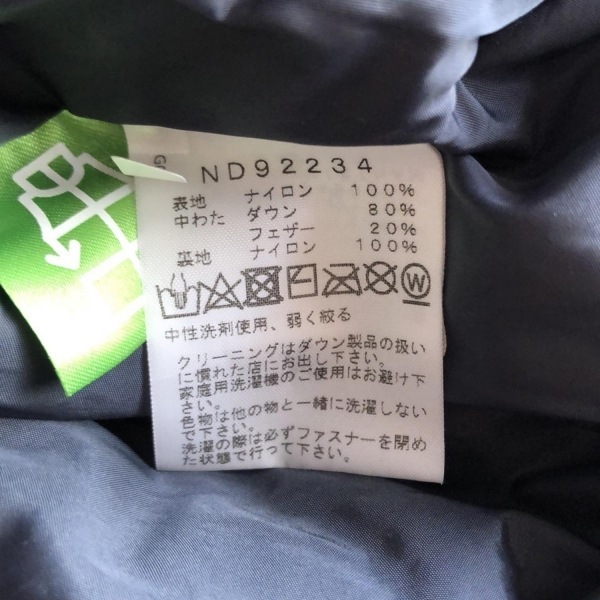 ND92234
表地 ナイロン 100%
中わた ダウン 80%
フェザー 20%
裏地 ナイロン 100%
W
中性洗剤使用、弱く絞る
クリーニングはダウン製品の扱い
に慣れた店にお出し下さい。
家庭用洗濯機のご使用はお避け下
さい。
色物は他の物と一緒に洗濯しない
で下さい。
洗濯の際は必ずファスナーを閉め
た状態で行って下さい。